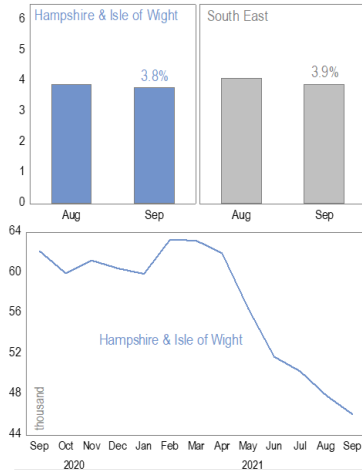 6
5
4
3
2
1
0
Hampshire & Isle of Wight
3.8%
Aug Sep
South East
3.9%
Aug Sep
64
60
56
52
48
44
thousand
Hampshire & Isle of Wight
Sep Oct Nov Dec Jan Feb Mar Apr May Jun Jul Aug Sep
2020 2021